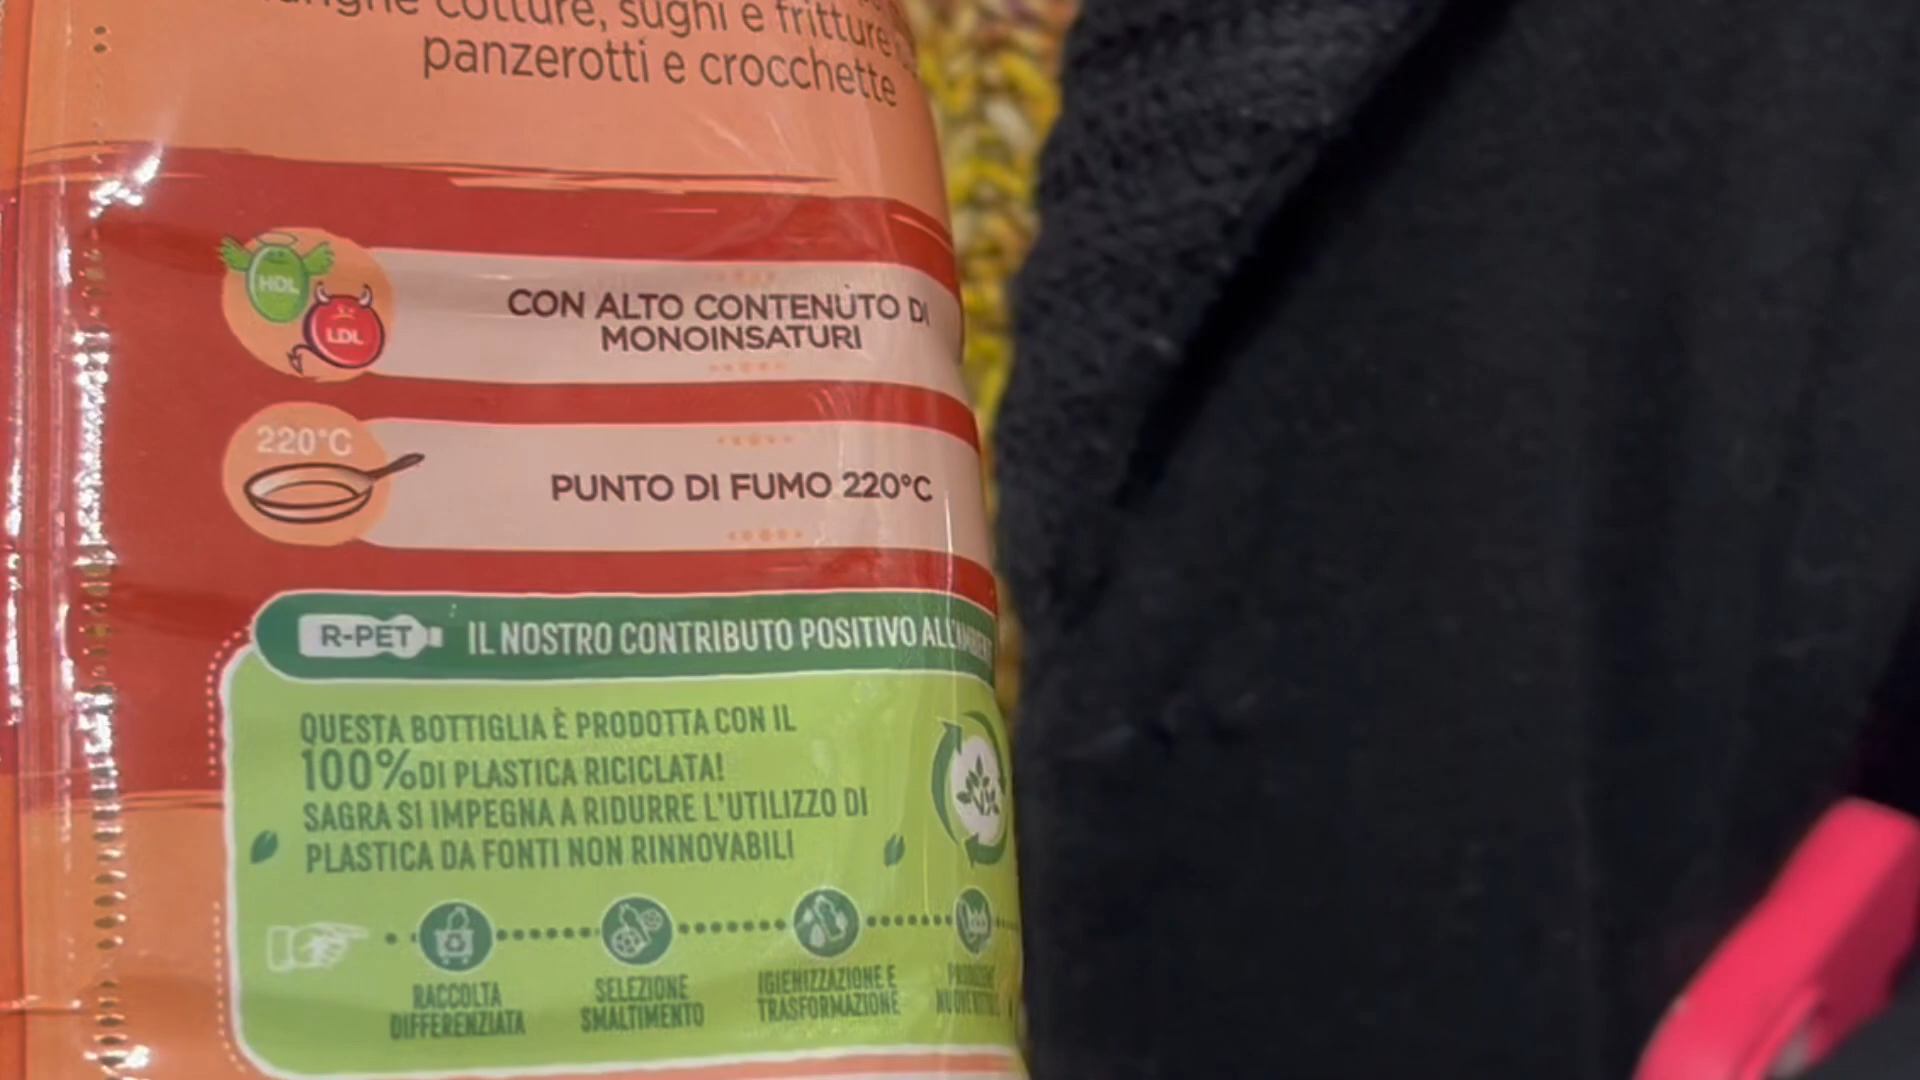 cotture, sughi e fritture
panzerotti e crocchette
HDL
LDL
CON ALTO CONTENUTO DI
MONOINSATURI
220°C
PUNTO DI FUMO 220°C
R-PET IL NOSTRO CONTRIBUTO POSITIVO
QUESTA BOTTIGLIA È PRODOTTA CON IL
100% DI PLASTICA RICICLATA!
SAGRA SI IMPEGNA A RIDURRE L'UTILIZZO DI
PLASTICA DA FONTI NON RINNOVABILI
RACCOLTA
DIFFERENZIATA
SELEZIONE
SMALTIMENTO
IGIENIZZAZIONE E
TRASFORMAZIONE